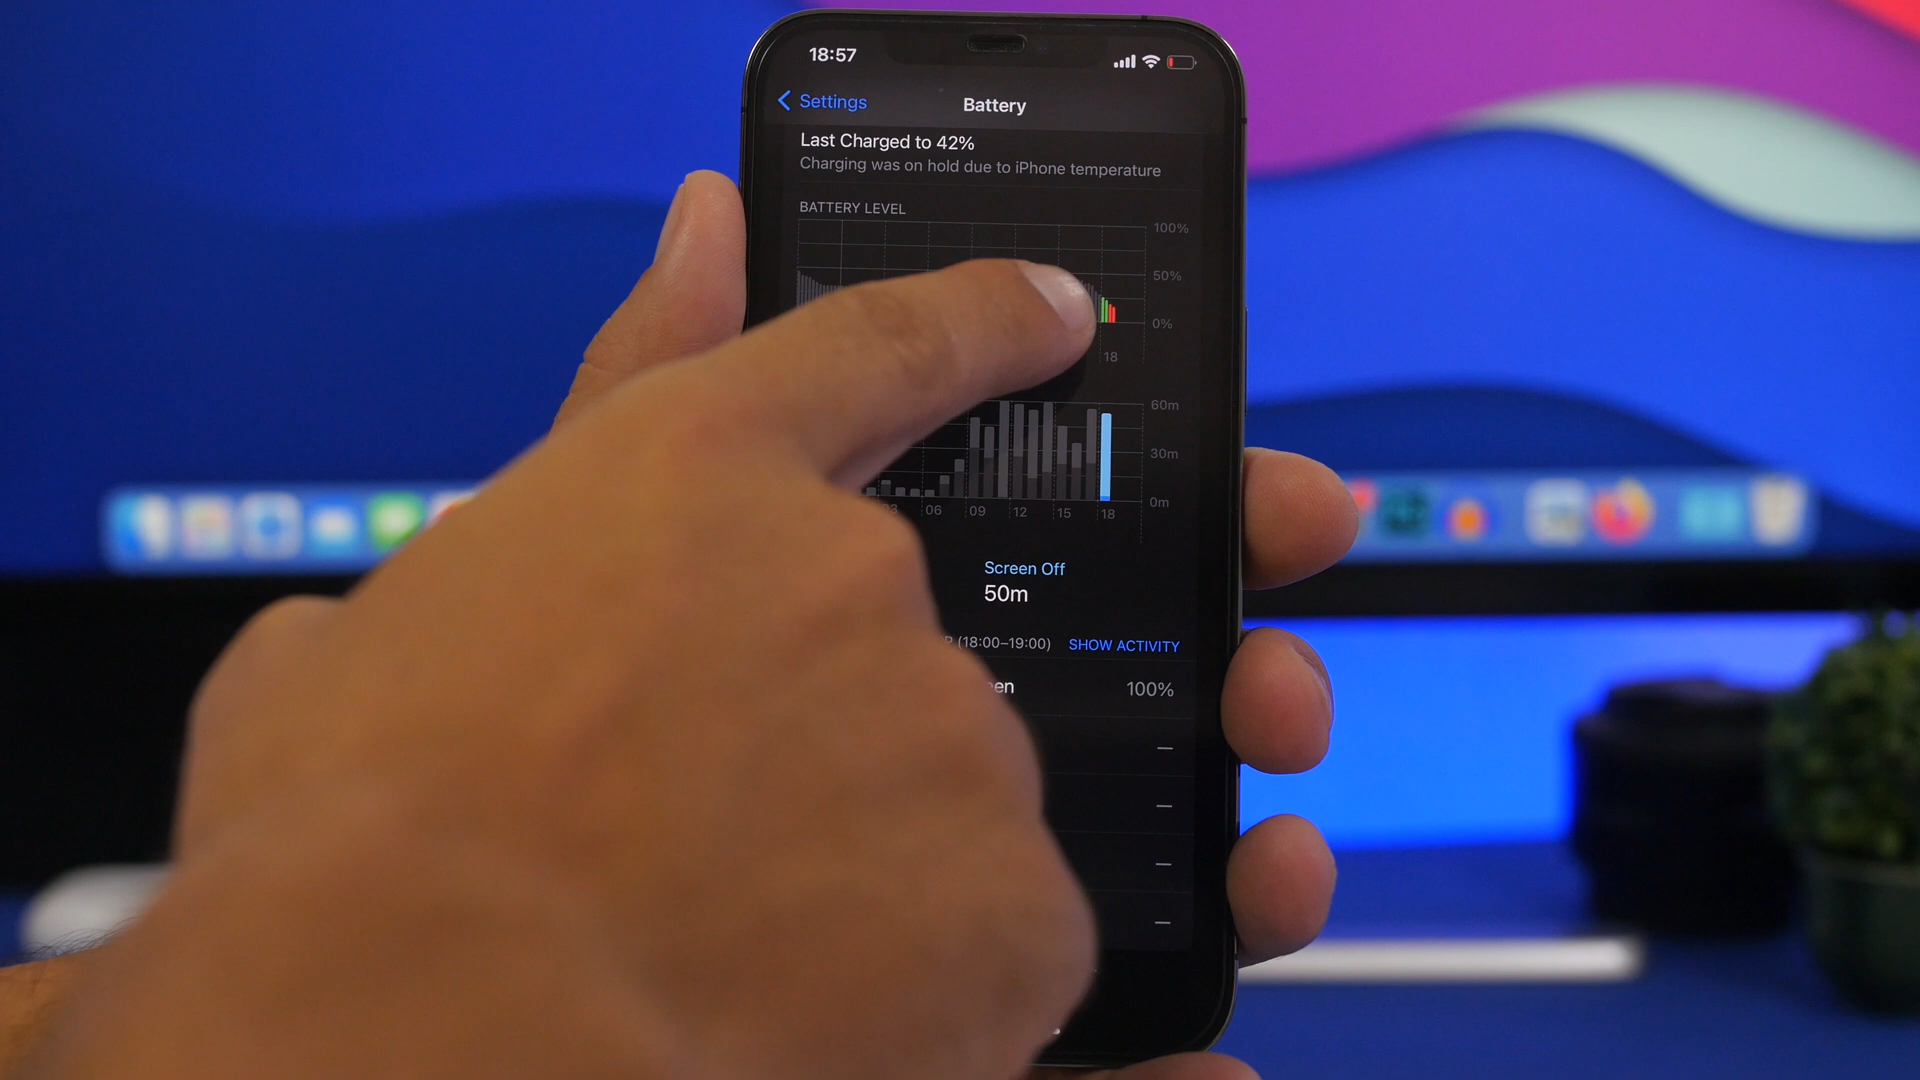 18:57
Settings
Battery
Last Charged to 42%
Charging was on hold due to iPhone temperature
BATTERY LEVEL
100%
50%
0%
18
60m
30m
0m
06 09 12 15 18
Screen Off
50m
(18:00–19:00) SHOW ACTIVITY
100%